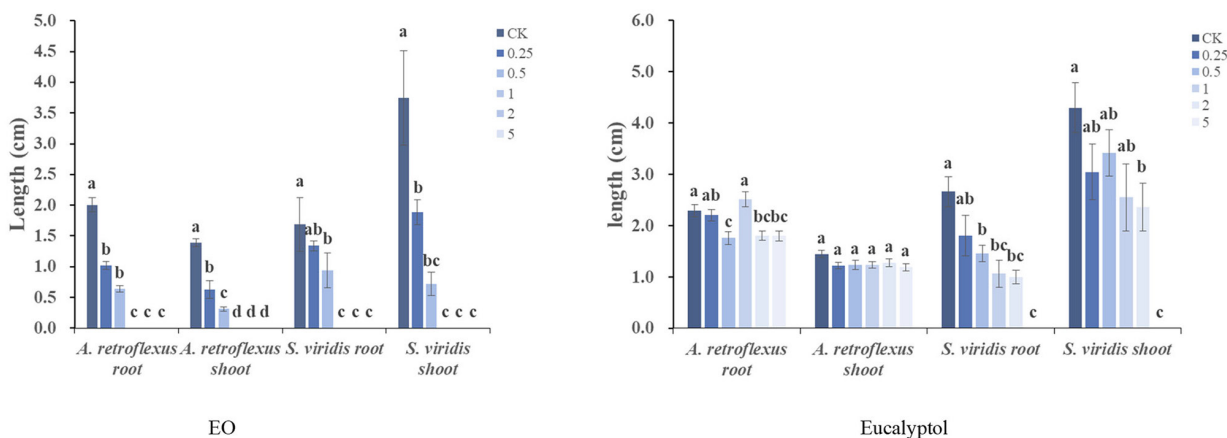 5.0
4.5
4.0
3.5
3.0
2.5
2.0
1.5
1.0
0.5
0.0
Length (cm)
a b b c c c
a b c d d d
a ab b c c c
a b bc c c c
A. retroflexus root
A. retroflexus shoot
S. viridis root
S. viridis shoot
CK
0.25
0.5
1
2
5
EO
6.0
5.0
4.0
3.0
2.0
1.0
0.0
length (cm)
a ab c a bc bc
a a a a a a
a ab b bc c c
a ab ab ab b c
A. retroflexus root
A. retroflexus shoot
S. viridis root
S. viridis shoot
CK
0.25
0.5
1
2
5
Eucalyptol